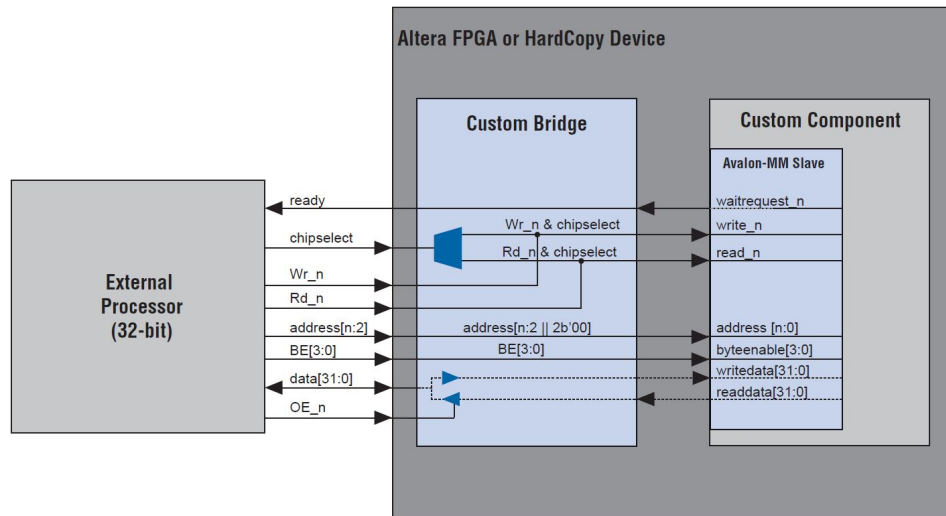 Altera FPGA or HardCopy Device
Custom Bridge
Custom Component
Avalon-MM Slave
External
Processor
(32-bit)
ready
waitrequest_n
chipselect
Wr_n & chipselect
write_n
Rd_n & chipselect
read_n
Wr_n
Rd_n
address[n:2]
address[n:2 || 2b'00]
address [n:0]
BE[3:0]
BE[3:0]
byteenable[3:0]
data[31:0]
writedata[31:0]
readdata[31:0]
OE_n